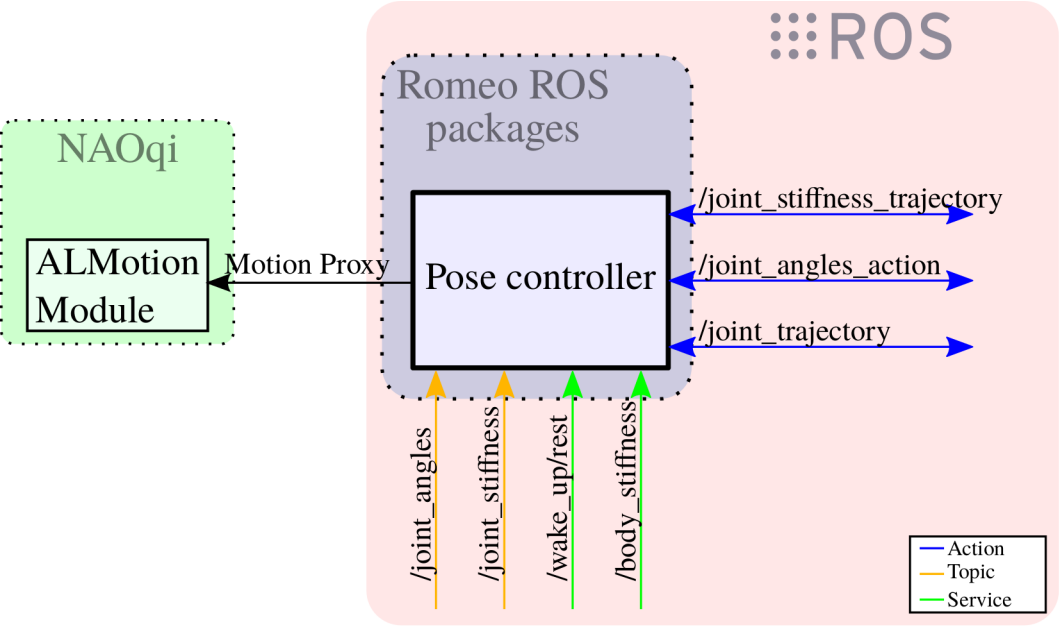 ROS
Romeo ROS
packages
NAOqi
/joint_stiffness_trajectory
ALMotion
Module
Motion Proxy
Pose controller
/joint_angles_action
/joint_trajectory
/joint_angles
/joint_stiffness
/wake_up/rest
/body_stiffness
Action
Topic
Service